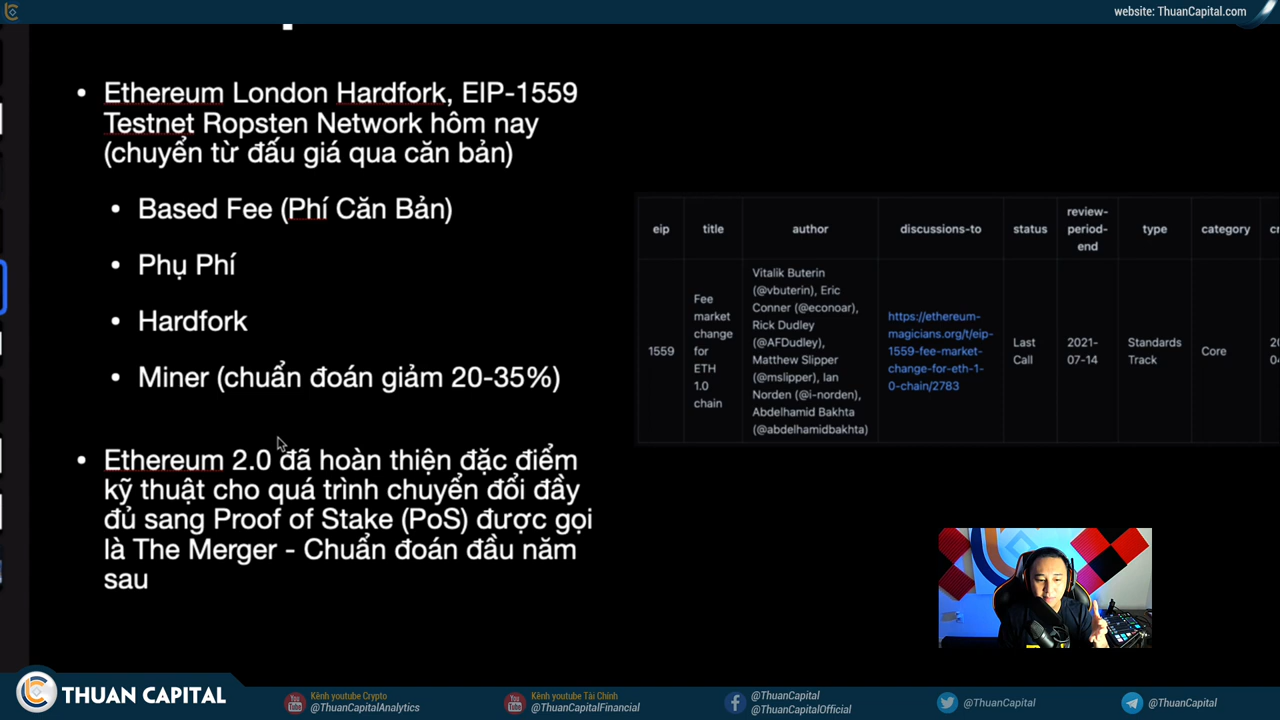 website: ThuanCapital.com
• Ethereum London Hardfork, EIP-1559
Testnet Ropsten Network hôm nay
(chuyển từ đấu giá qua căn bản)
• Based Fee (Phí Căn Bản)
• Phụ Phí
• Hardfork
• Miner (chuẩn đoán giảm 20-35%)
• Ethereum 2.0 đã hoàn thiện đặc điểm
kỹ thuật cho quá trình chuyển đổi đầy
đủ sang Proof of Stake (PoS) được gọi
là The Merger - Chuẩn đoán đầu năm
sau
eip
title
author
discussions-to
status
review-
period-
end
type
category
1559
Fee
market
change
for
ETH
1.0
chain
Vitalik Buterin
(@vbuterin), Eric
Conner (@econoar),
Rick Dudley
(@AFDudley),
Matthew Slipper
(@mslipper), Ian
Norden (@i-norden),
Abdelhamid Bakhta
(@abdelhamidbakhta)
https://ethereum-
magicians.org/t/eip-
1559-fee-market-
change-for-eth-1-
0-chain/2783
Last
Call
2021-
07-14
Standards
Track
Core
THUAN CAPITAL
Kênh youtube Crypto
@ThuanCapitalAnalytics
Kênh youtube Tài Chính
@ThuanCapitalFinancial
@ThuanCapital
@ThuanCapitalOfficial
@ThuanCapital
@ThuanCapital